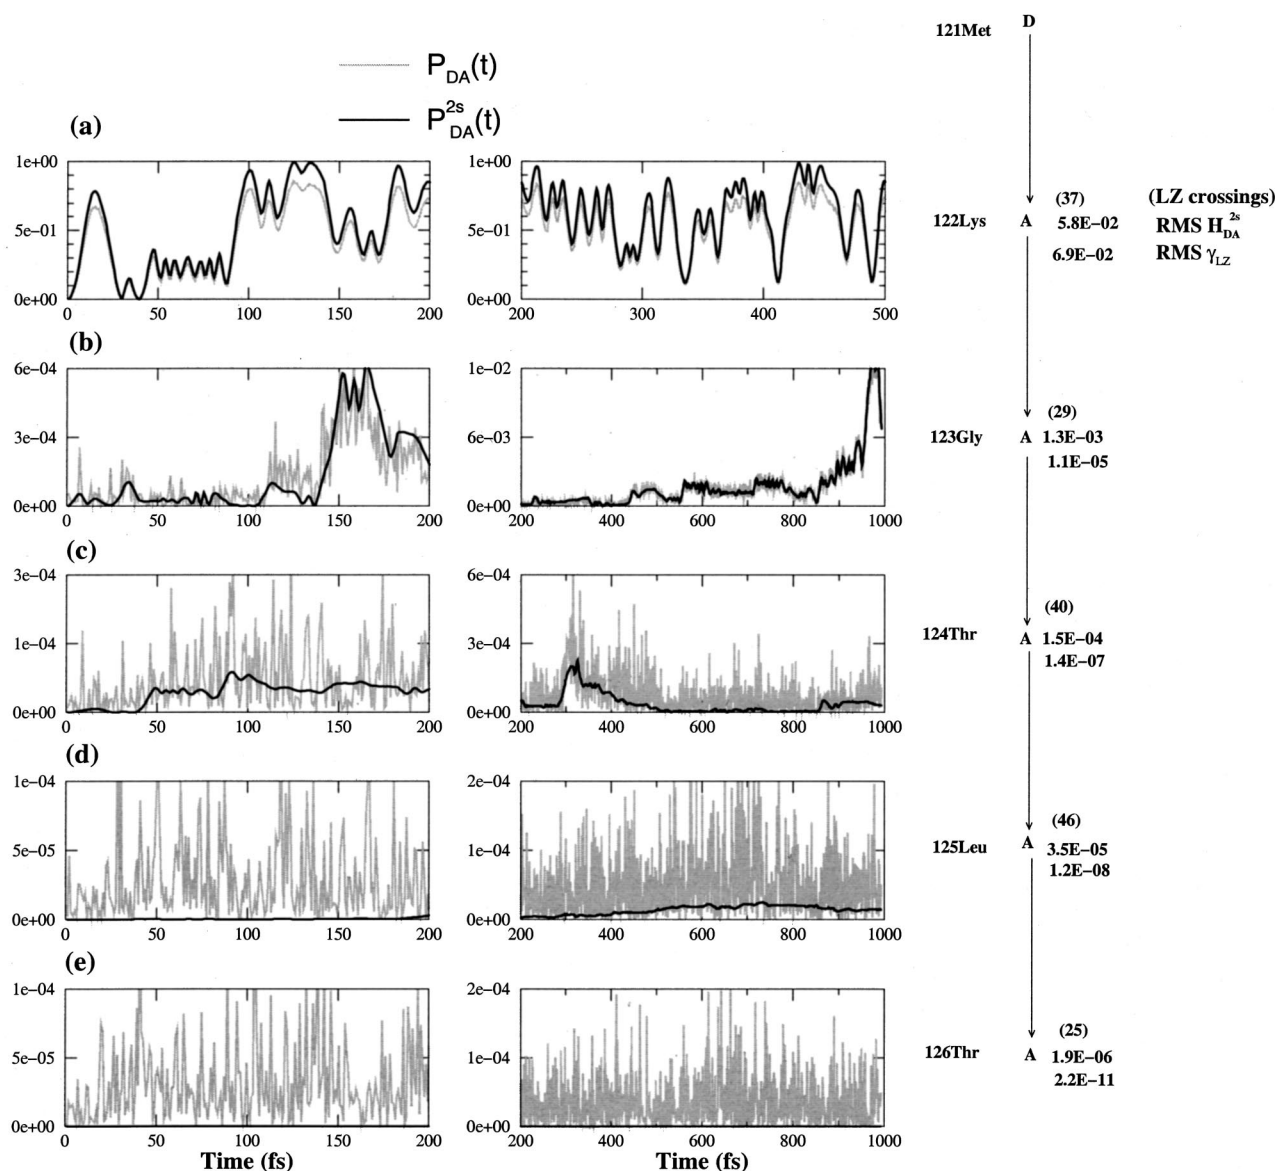 P_DA(t)
P_DA^2s(t)
(a)
1e+00
5e−01
0e+00
0 50 100 150 200
1e+00
5e−01
0e+00
200 300 400 500
(b)
6e−04
3e−04
0e+00
0 50 100 150 200
1e−02
6e−03
0e+00
200 400 600 800 1000
(c)
3e−04
1e−04
0e+00
0 50 100 150 200
6e−04
3e−04
0e+00
200 400 600 800 1000
(d)
1e−04
5e−05
0e+00
0 50 100 150 200
2e−04
1e−04
0e+00
200 400 600 800 1000
(e)
1e−04
5e−05
0e+00
0 50 100 150 200
Time (fs)
2e−04
1e−04
0e+00
200 400 600 800 1000
Time (fs)
121Met D
(37) (LZ crossings)
122Lys A 5.8E−02 RMS H_DA^2s
6.9E−02 RMS γ_LZ
(29)
123Gly A 1.3E−03
1.1E−05
(40)
124Thr A 1.5E−04
1.4E−07
(46)
125Leu A 3.5E−05
1.2E−08
(25)
126Thr A 1.9E−06
2.2E−11